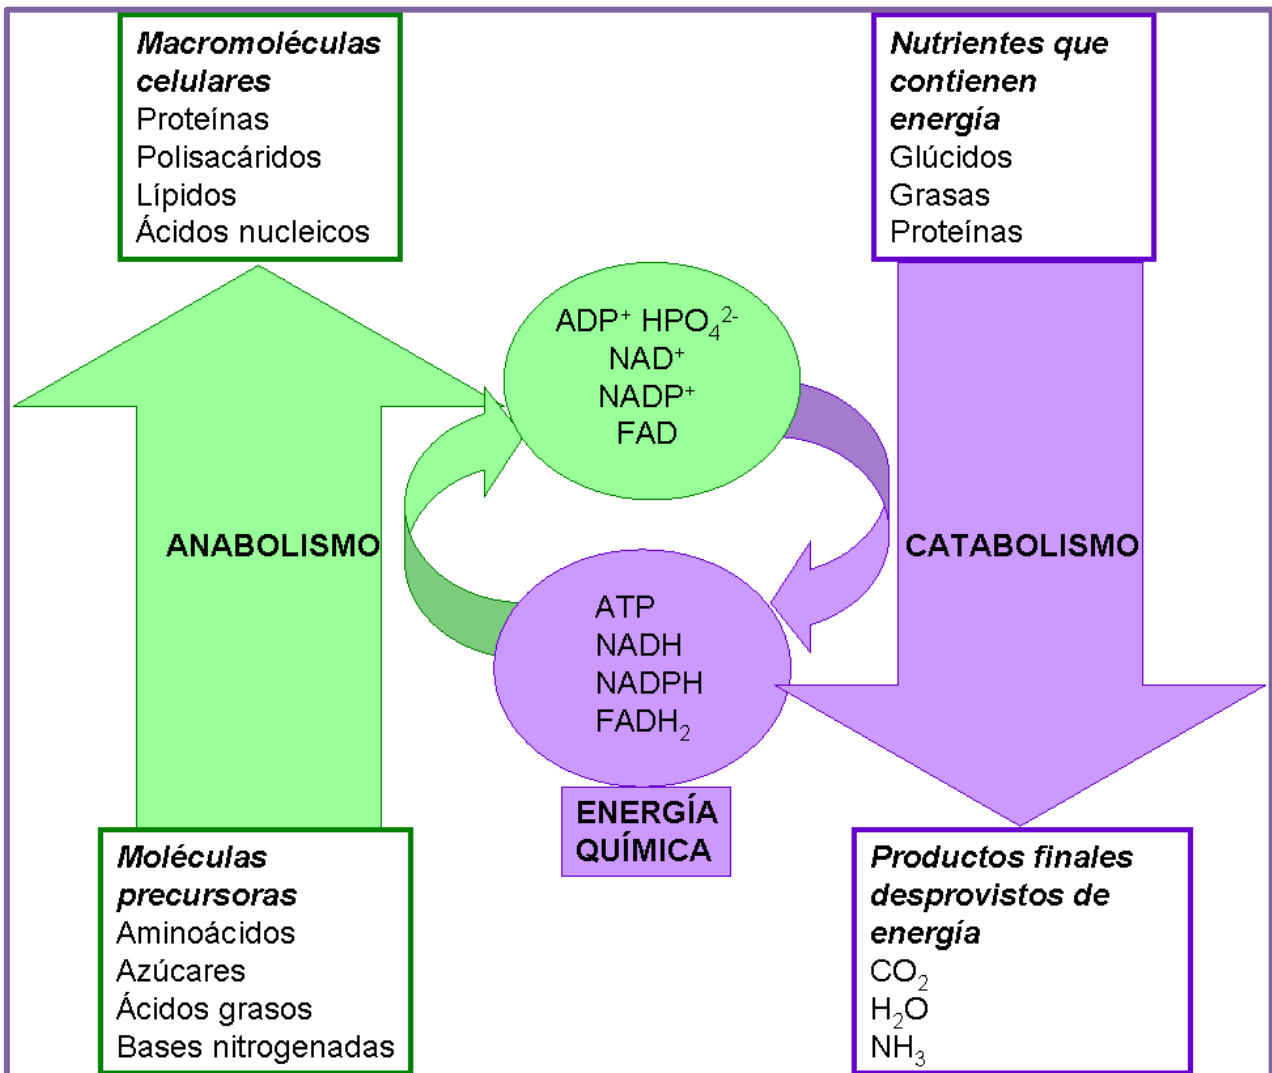 Macromoléculas
celulares
Proteínas
Polisacáridos
Lípidos
Ácidos nucleicos
Nutrientes que
contienen
energía
Glúcidos
Grasas
Proteínas
ADP⁺ HPO₄²⁻
NAD⁺
NADP⁺
FAD
ANABOLISMO
CATABOLISMO
ATP
NADH
NADPH
FADH₂
ENERGÍA
QUÍMICA
Moléculas
precursoras
Aminoácidos
Azúcares
Ácidos grasos
Bases nitrogenadas
Productos finales
desprovistos de
energía
CO₂
H₂O
NH₃